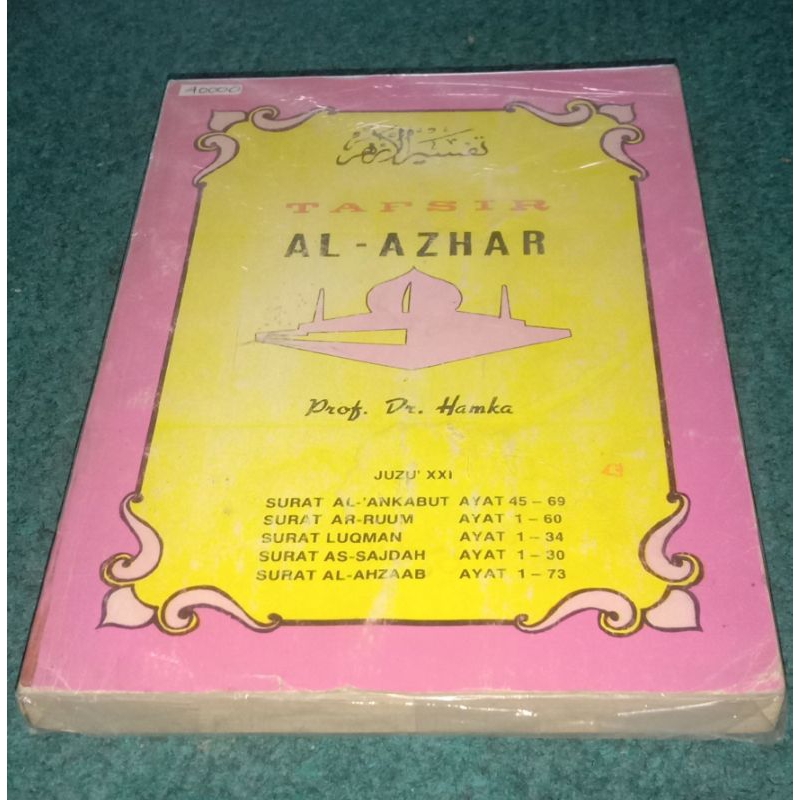 40000
تفسير الأزهر
TAFSIR
AL-AZHAR
Prof. Dr. Hamka
JUZU' XXI
SURAT AL-'ANKABUT AYAT 45 – 69
SURAT AR-RUUM AYAT 1 – 60
SURAT LUQMAN AYAT 1 – 34
SURAT AS-SAJDAH AYAT 1 – 30
SURAT AL-AHZAAB AYAT 1 – 73